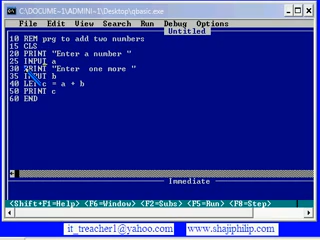 C:\DOCUME~1\ADMINI~1\Desktop\qbasic.exe
File Edit View Search Run Debug Options
Untitled
10 REM prg to add two numbers
15 CLS
20 PRINT "Enter a number "
25 INPUT a
30 PRINT "Enter  one more "
35 INPUT b
40 LET c = a + b
50 PRINT c
60 END
Immediate
<Shift+F1=Help> <F6=Window> <F2=Subs> <F5=Run> <F8=Step>
it_treacher1@yahoo.com www.shajiphilip.com